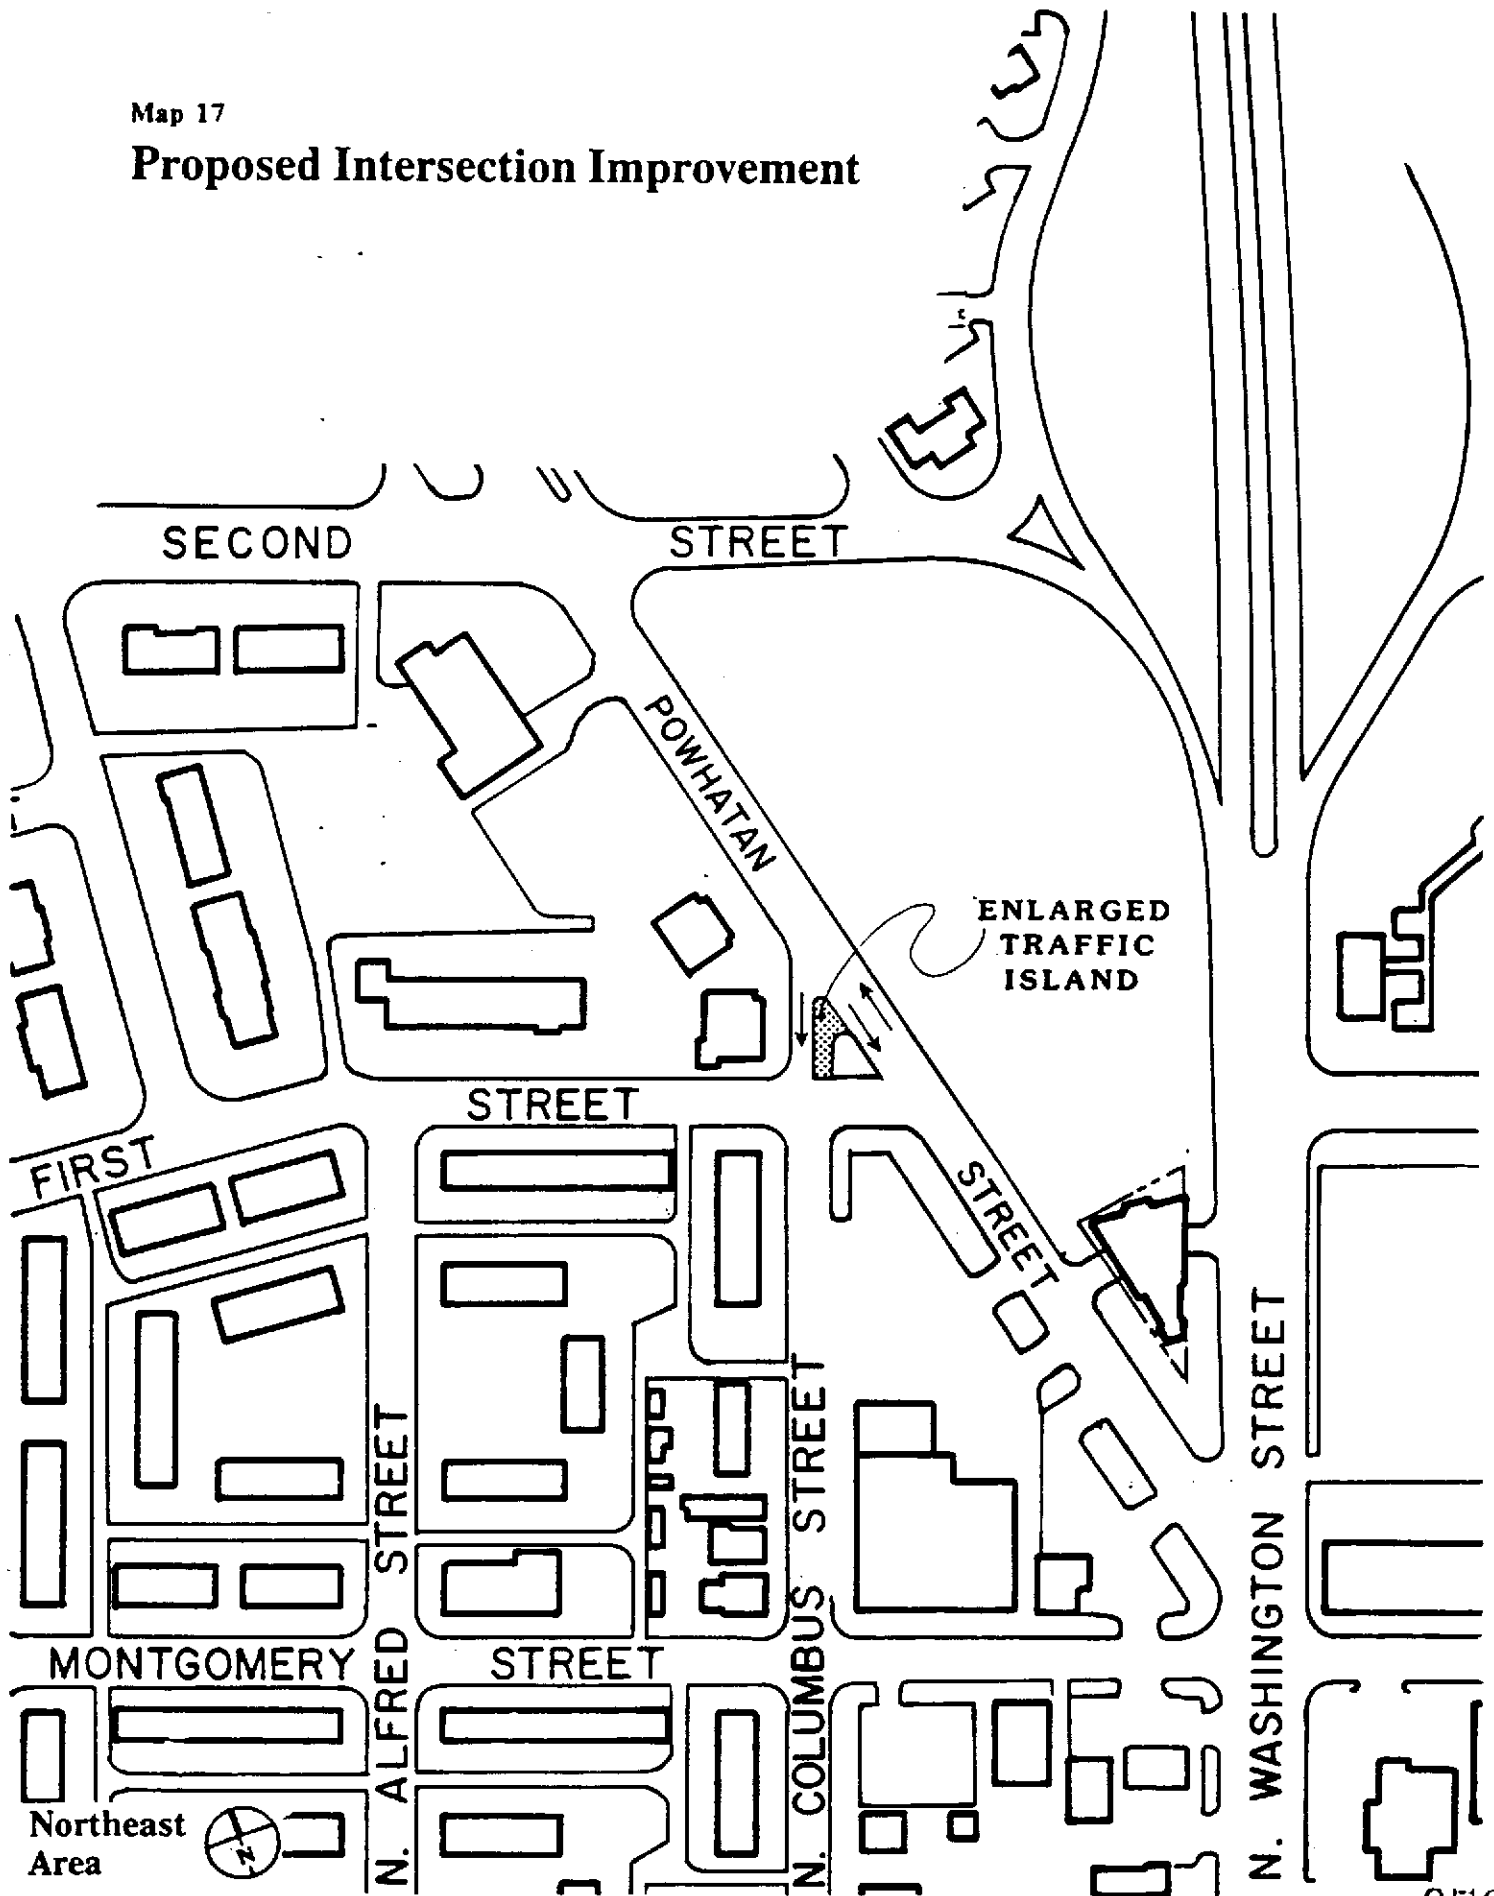 Map 17
Proposed Intersection Improvement
SECOND STREET
POWHATAN
ENLARGED
TRAFFIC
ISLAND
STREET
FIRST
STREET
N. WASHINGTON STREET
N. COLUMBUS STREET
N. ALFRED STREET
MONTGOMERY STREET
Northeast
Area
N